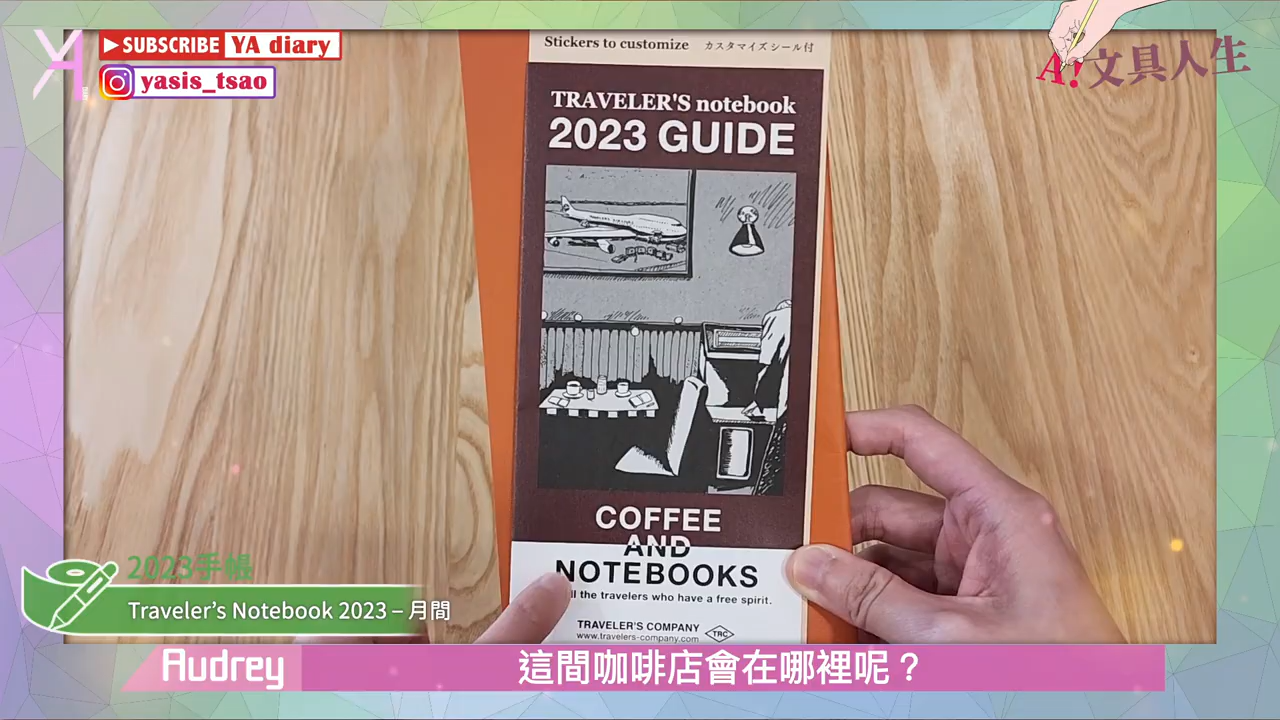 SUBSCRIBE YA diary
yasis_tsao
A!文具人生
Stickers to customize カスタマイズシール付
TRAVELER'S notebook
2023 GUIDE
COFFEE
AND
NOTEBOOKS
ll the travelers who have a free spirit.
TRAVELER'S COMPANY
www.travelers-company.com
TRC
2023手帳
Traveler's Notebook 2023 – 月間
Audrey
這間咖啡店會在哪裡呢？